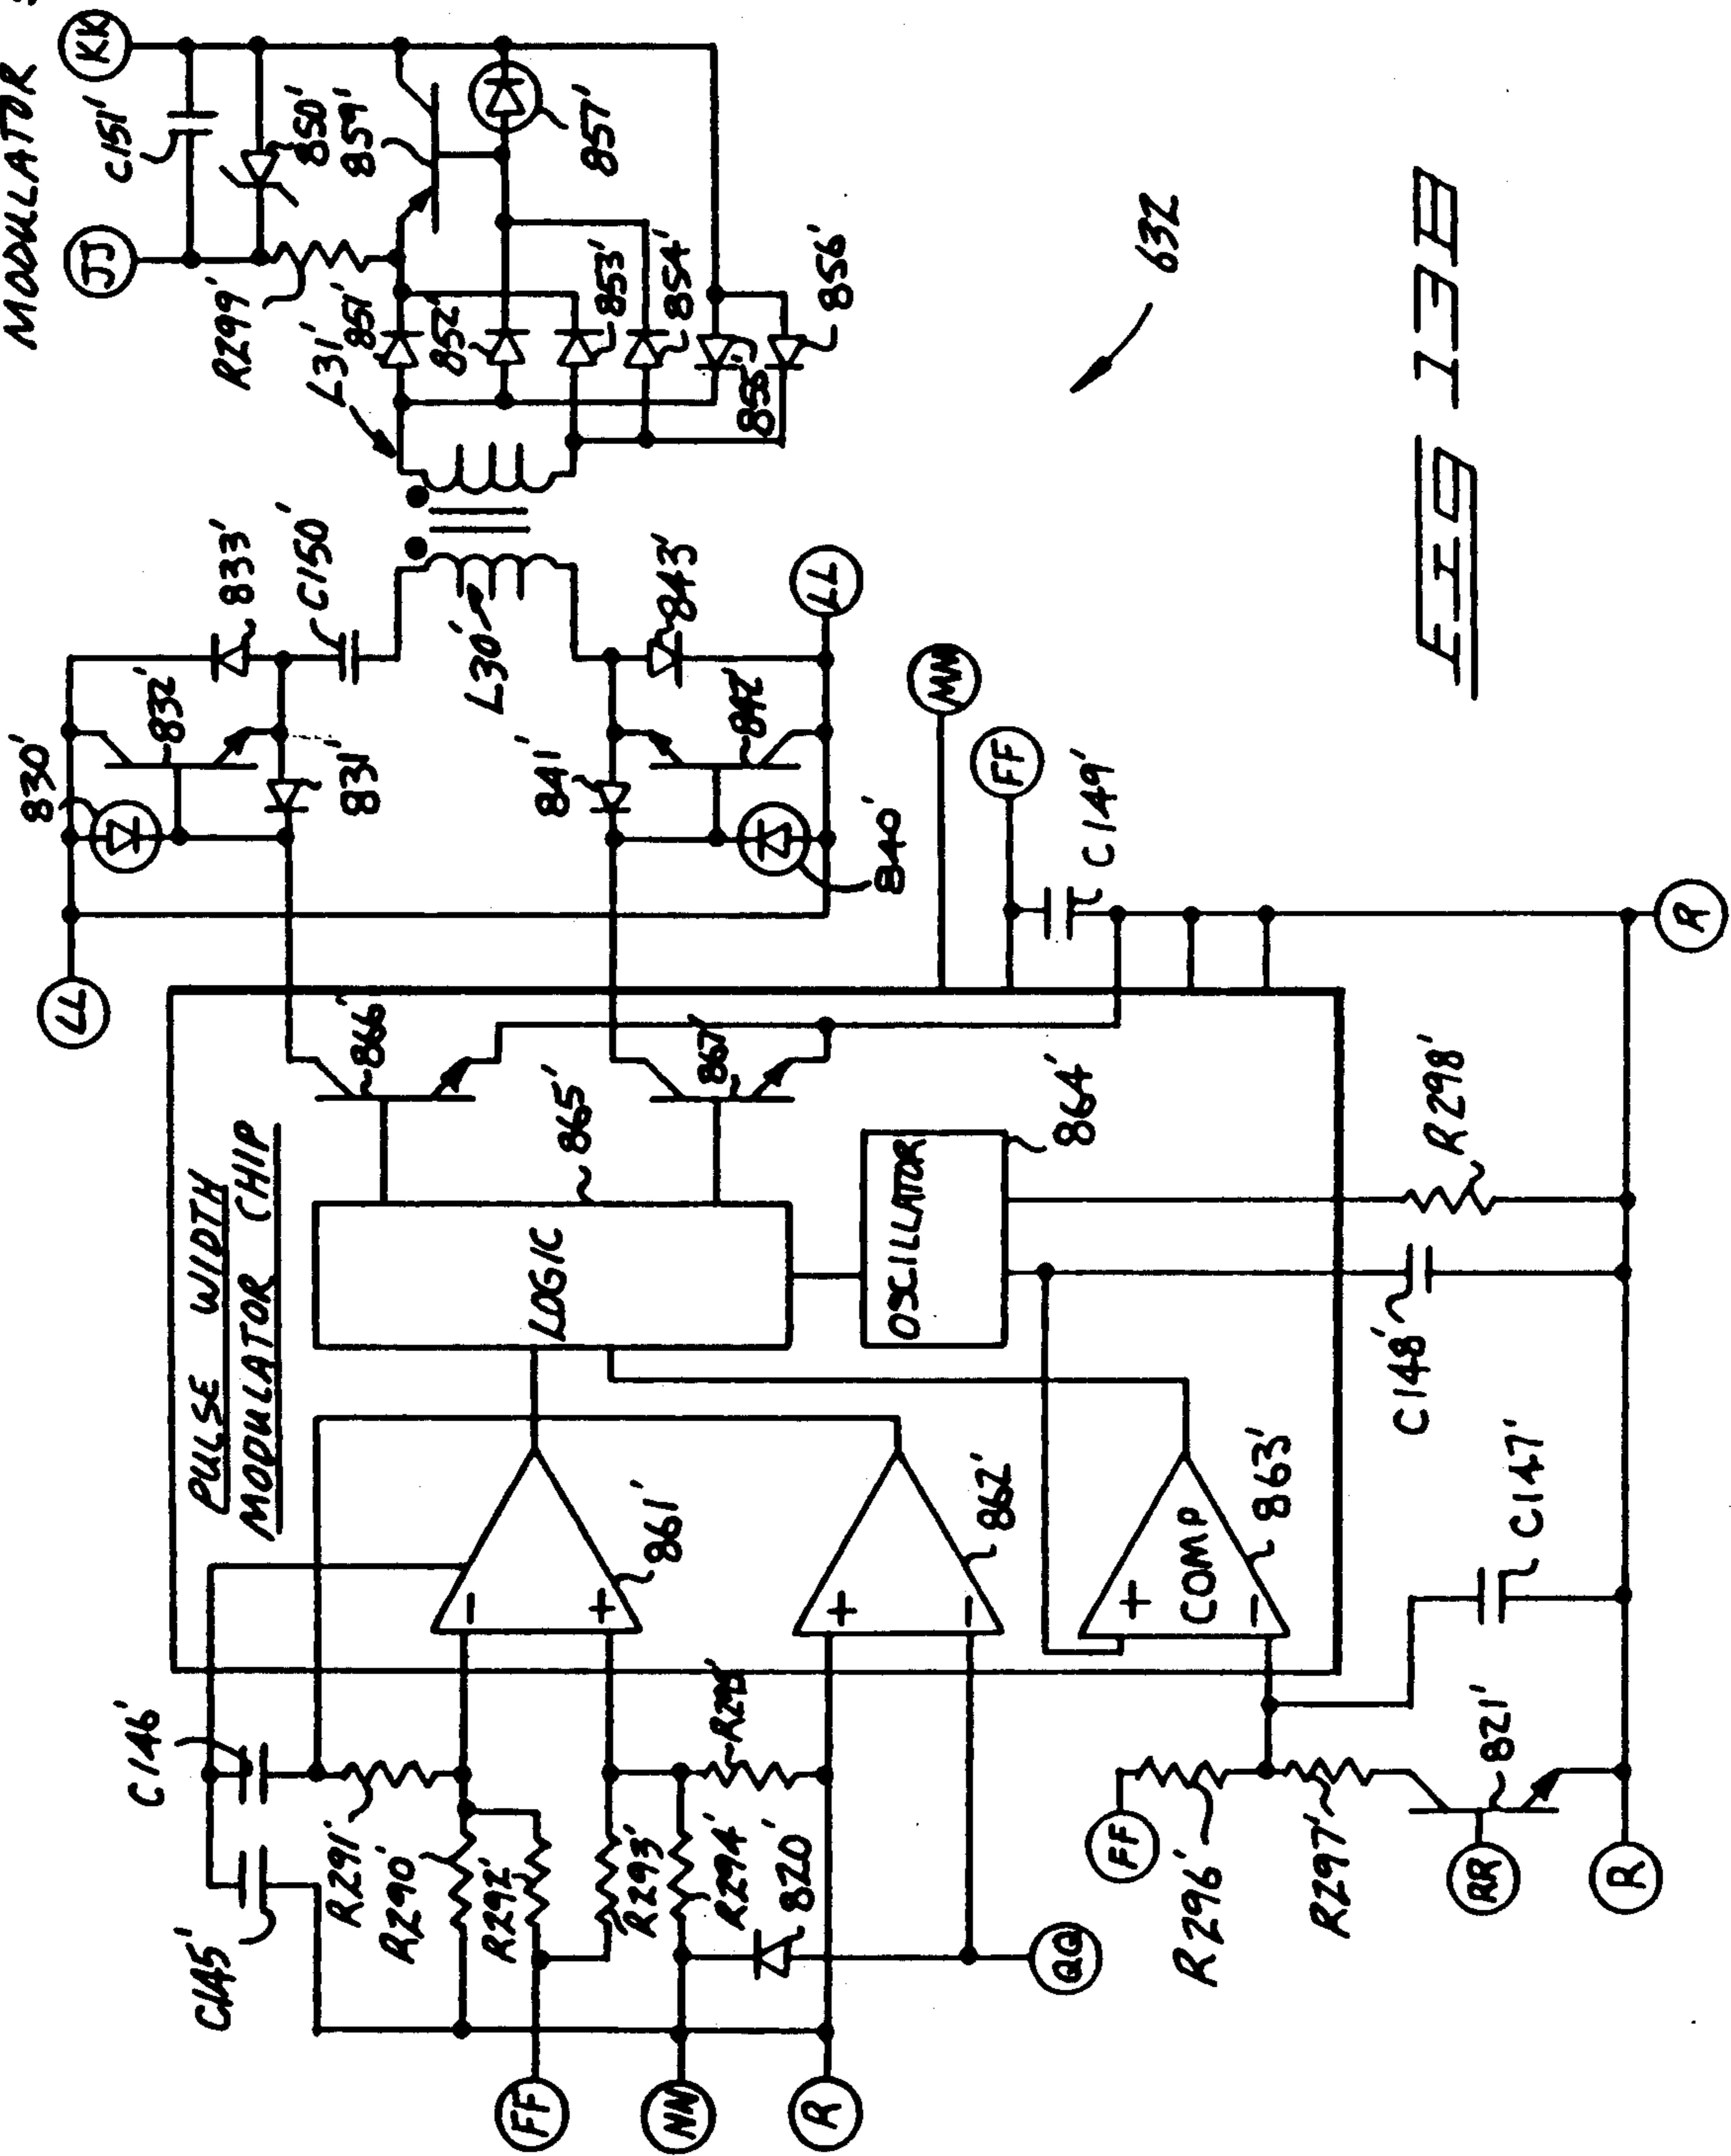 MODULATOR
KK
C151'
JJ
850'
859'
857'
R299'
L31'
851'
852'
853'
854'
855'
856'
632
833'
C150'
L30'
843'
LL
830'
832'
831'
841'
842'
840'
LL
FF
C149'
R
PULSE WIDTH
MODULATOR CHIP
866'
867'
865'
LOGIC
OSCILLATOR
864'
R298'
C148'
861'
862'
COMP
863'
C147'
C146'
C145'
R291'
R290'
R292'
R293'
R294'
820'
FF
NN
R
QQ
FF
R296'
R297'
821'
RR
R
FIG 13B